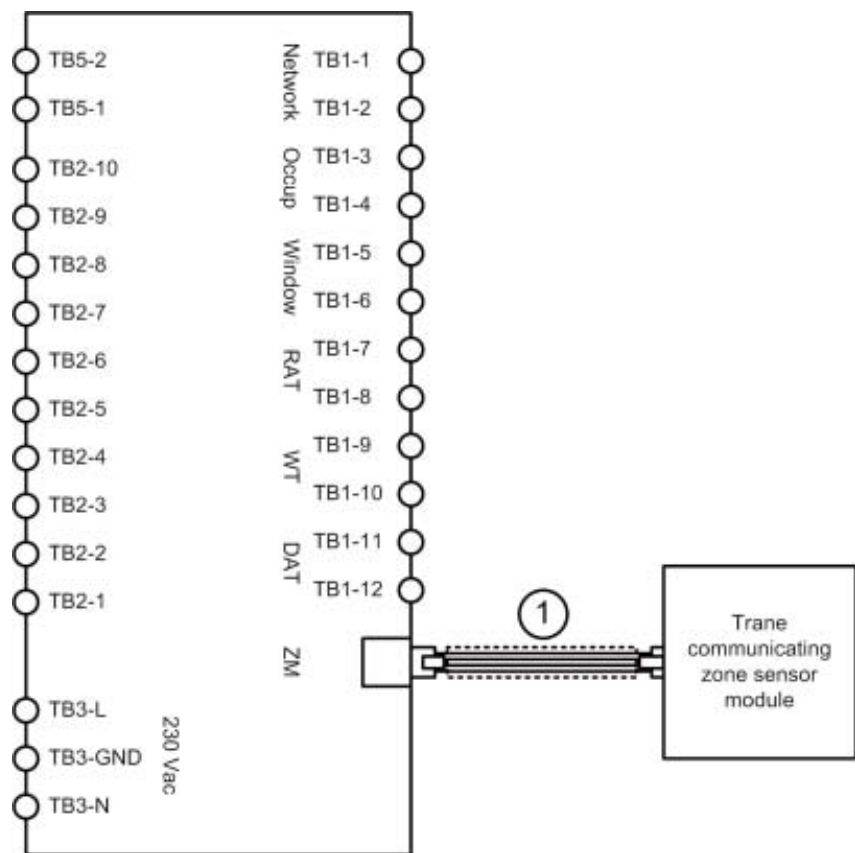 TB5-2
TB5-1
TB2-10
TB2-9
TB2-8
TB2-7
TB2-6
TB2-5
TB2-4
TB2-3
TB2-2
TB2-1
TB3-L
TB3-GND
TB3-N
230 Vac
Network
Occup
Window
RAT
WT
DAT
ZM
TB1-1
TB1-2
TB1-3
TB1-4
TB1-5
TB1-6
TB1-7
TB1-8
TB1-9
TB1-10
TB1-11
TB1-12
1
Trane
communicating
zone sensor
module